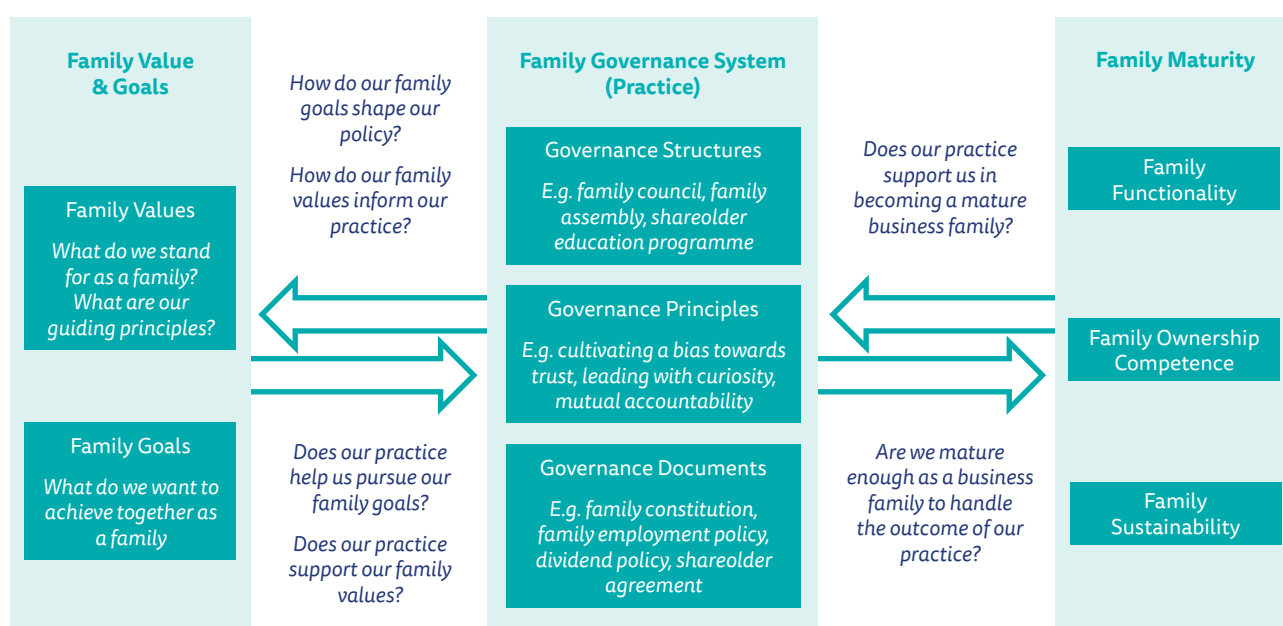 Family Value
& Goals
Family Values
What do we stand
for as a family?
What are our
guiding principles?
Family Goals
What do we want to
achieve together as
a family
How do our family
goals shape our
policy?
How do our family
values inform our
practice?
Does our practice
help us pursue our
family goals?
Does our practice
support our family
values?
Family Governance System
(Practice)
Governance Structures
E.g. family council, family
assembly, shareolder
education programme
Governance Principles
E.g. cultivating a bias towards
trust, leading with curiosity,
mutual accountability
Governance Documents
E.g. family constitution,
family employment policy,
dividend policy, shareolder
agreement
Does our practice
support us in
becoming a mature
business family?
Are we mature
enough as a business
family to handle
the outcome of our
practice?
Family Maturity
Family
Functionality
Family Ownership
Competence
Family
Sustainability